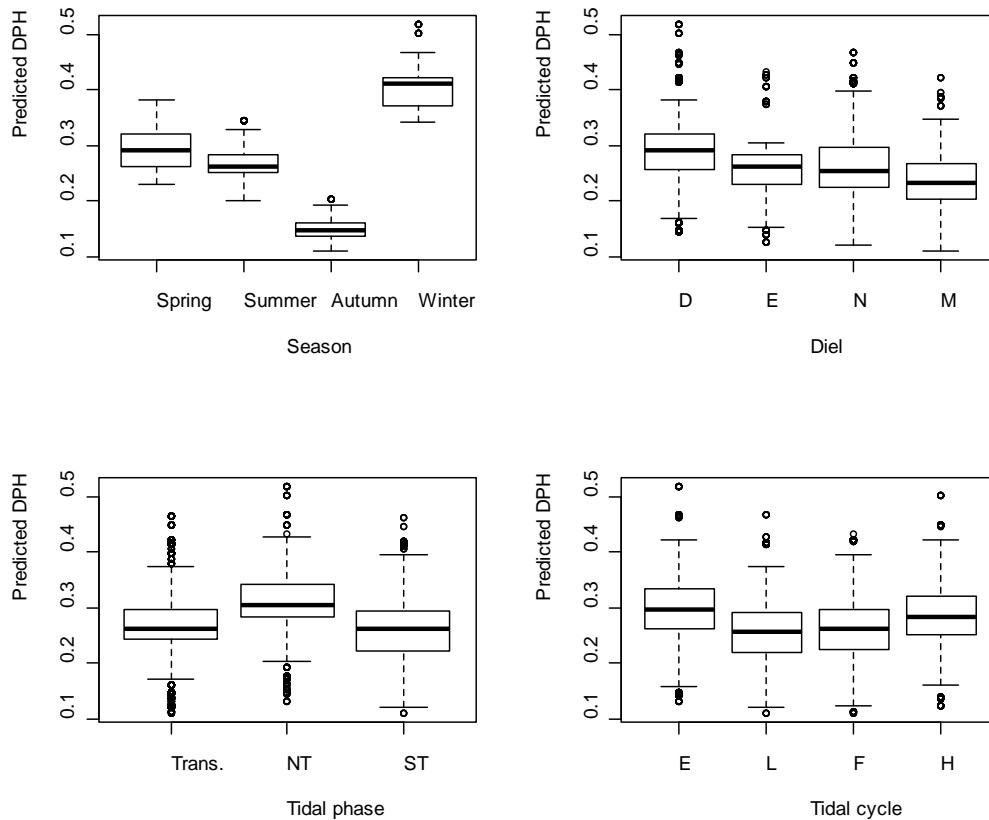 Predicted DPH
0.5
0.4
0.3
0.2
0.1
Spring Summer Autumn Winter
Season
Predicted DPH
0.5
0.4
0.3
0.2
0.1
D E N M
Diel
Predicted DPH
0.5
0.4
0.3
0.2
0.1
Trans. NT ST
Tidal phase
Predicted DPH
0.5
0.4
0.3
0.2
0.1
E L F H
Tidal cycle